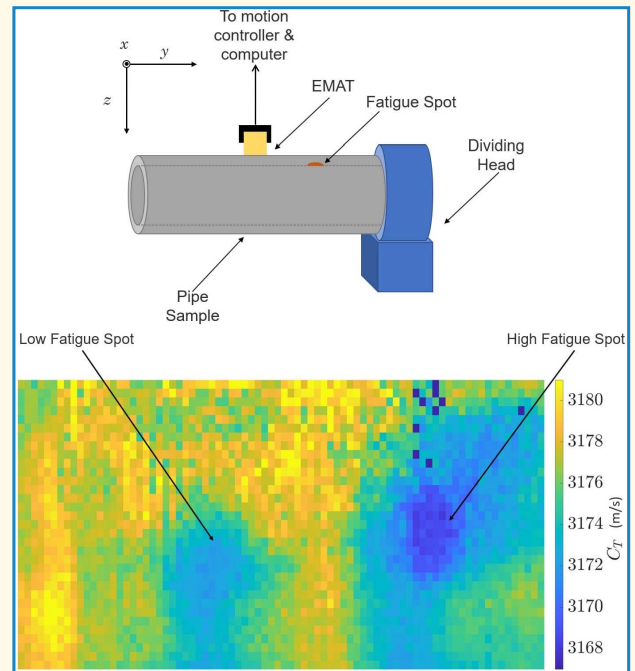 To motion
controller &
computer
x
y
z
EMAT
Fatigue Spot
Dividing
Head
Pipe
Sample
Low Fatigue Spot
High Fatigue Spot
3180
3178
3176
3174
3172
3170
3168
C_T (m/s)